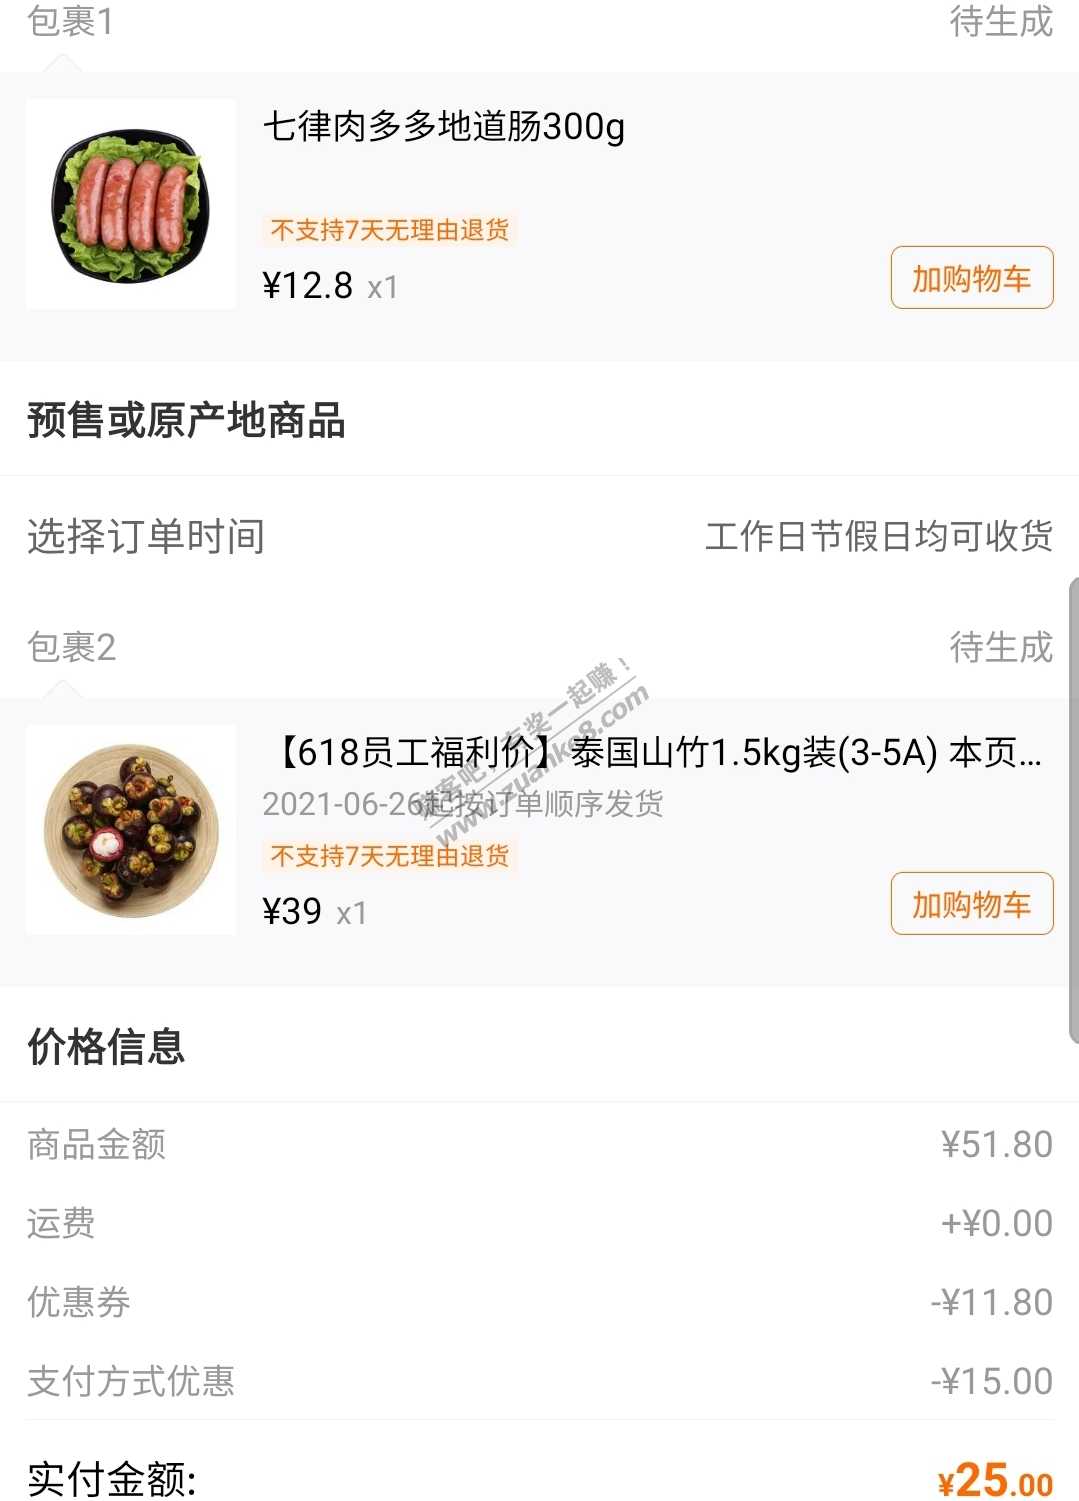 包裹1 待生成
七律肉多多地道肠300g
不支持7天无理由退货
¥12.8 x1
加购物车
预售或原产地商品
选择订单时间 工作日节假日均可收货
包裹2 待生成
【618员工福利价】泰国山竹1.5kg装(3-5A) 本页...
2021-06-26起按订单顺序发货
不支持7天无理由退货
¥39 x1
加购物车
赚客吧,有奖一起赚!
www.zuanke8.com
价格信息
商品金额 ¥51.80
运费 +¥0.00
优惠券 -¥11.80
支付方式优惠 -¥15.00
实付金额: ¥25.00